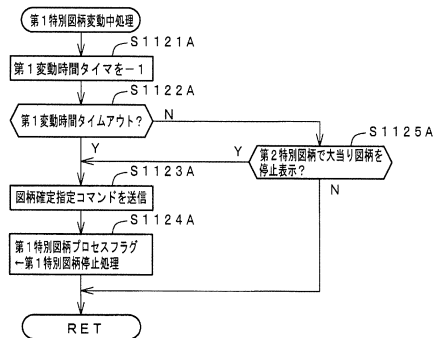 第1特別図柄変動中処理
S1121A
第1変動時間タイマを－1
S1122A
第1変動時間タイムアウト？
N
S1125A
Y
Y
第2特別図柄で大当り図柄を
停止表示？
S1123A
N
図柄確定指定コマンドを送信
S1124A
第1特別図柄プロセスフラグ
←第1特別図柄停止処理
RET